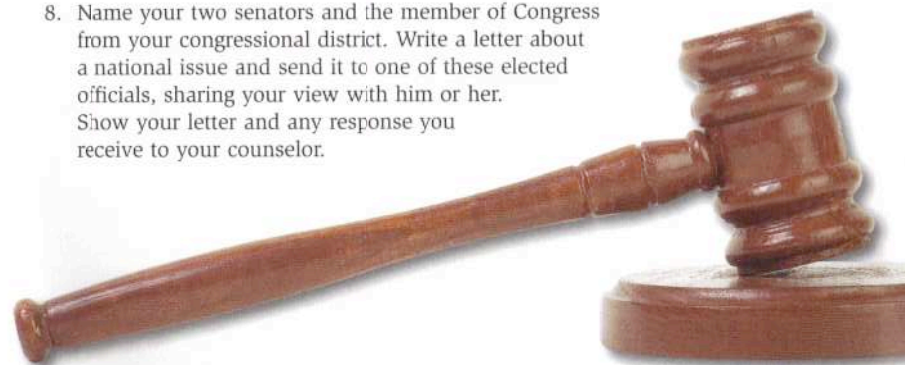 8. Name your two senators and the member of Congress
from your congressional district. Write a letter about
a national issue and send it to one of these elected
officials, sharing your view with him or her.
Show your letter and any response you
receive to your counselor.